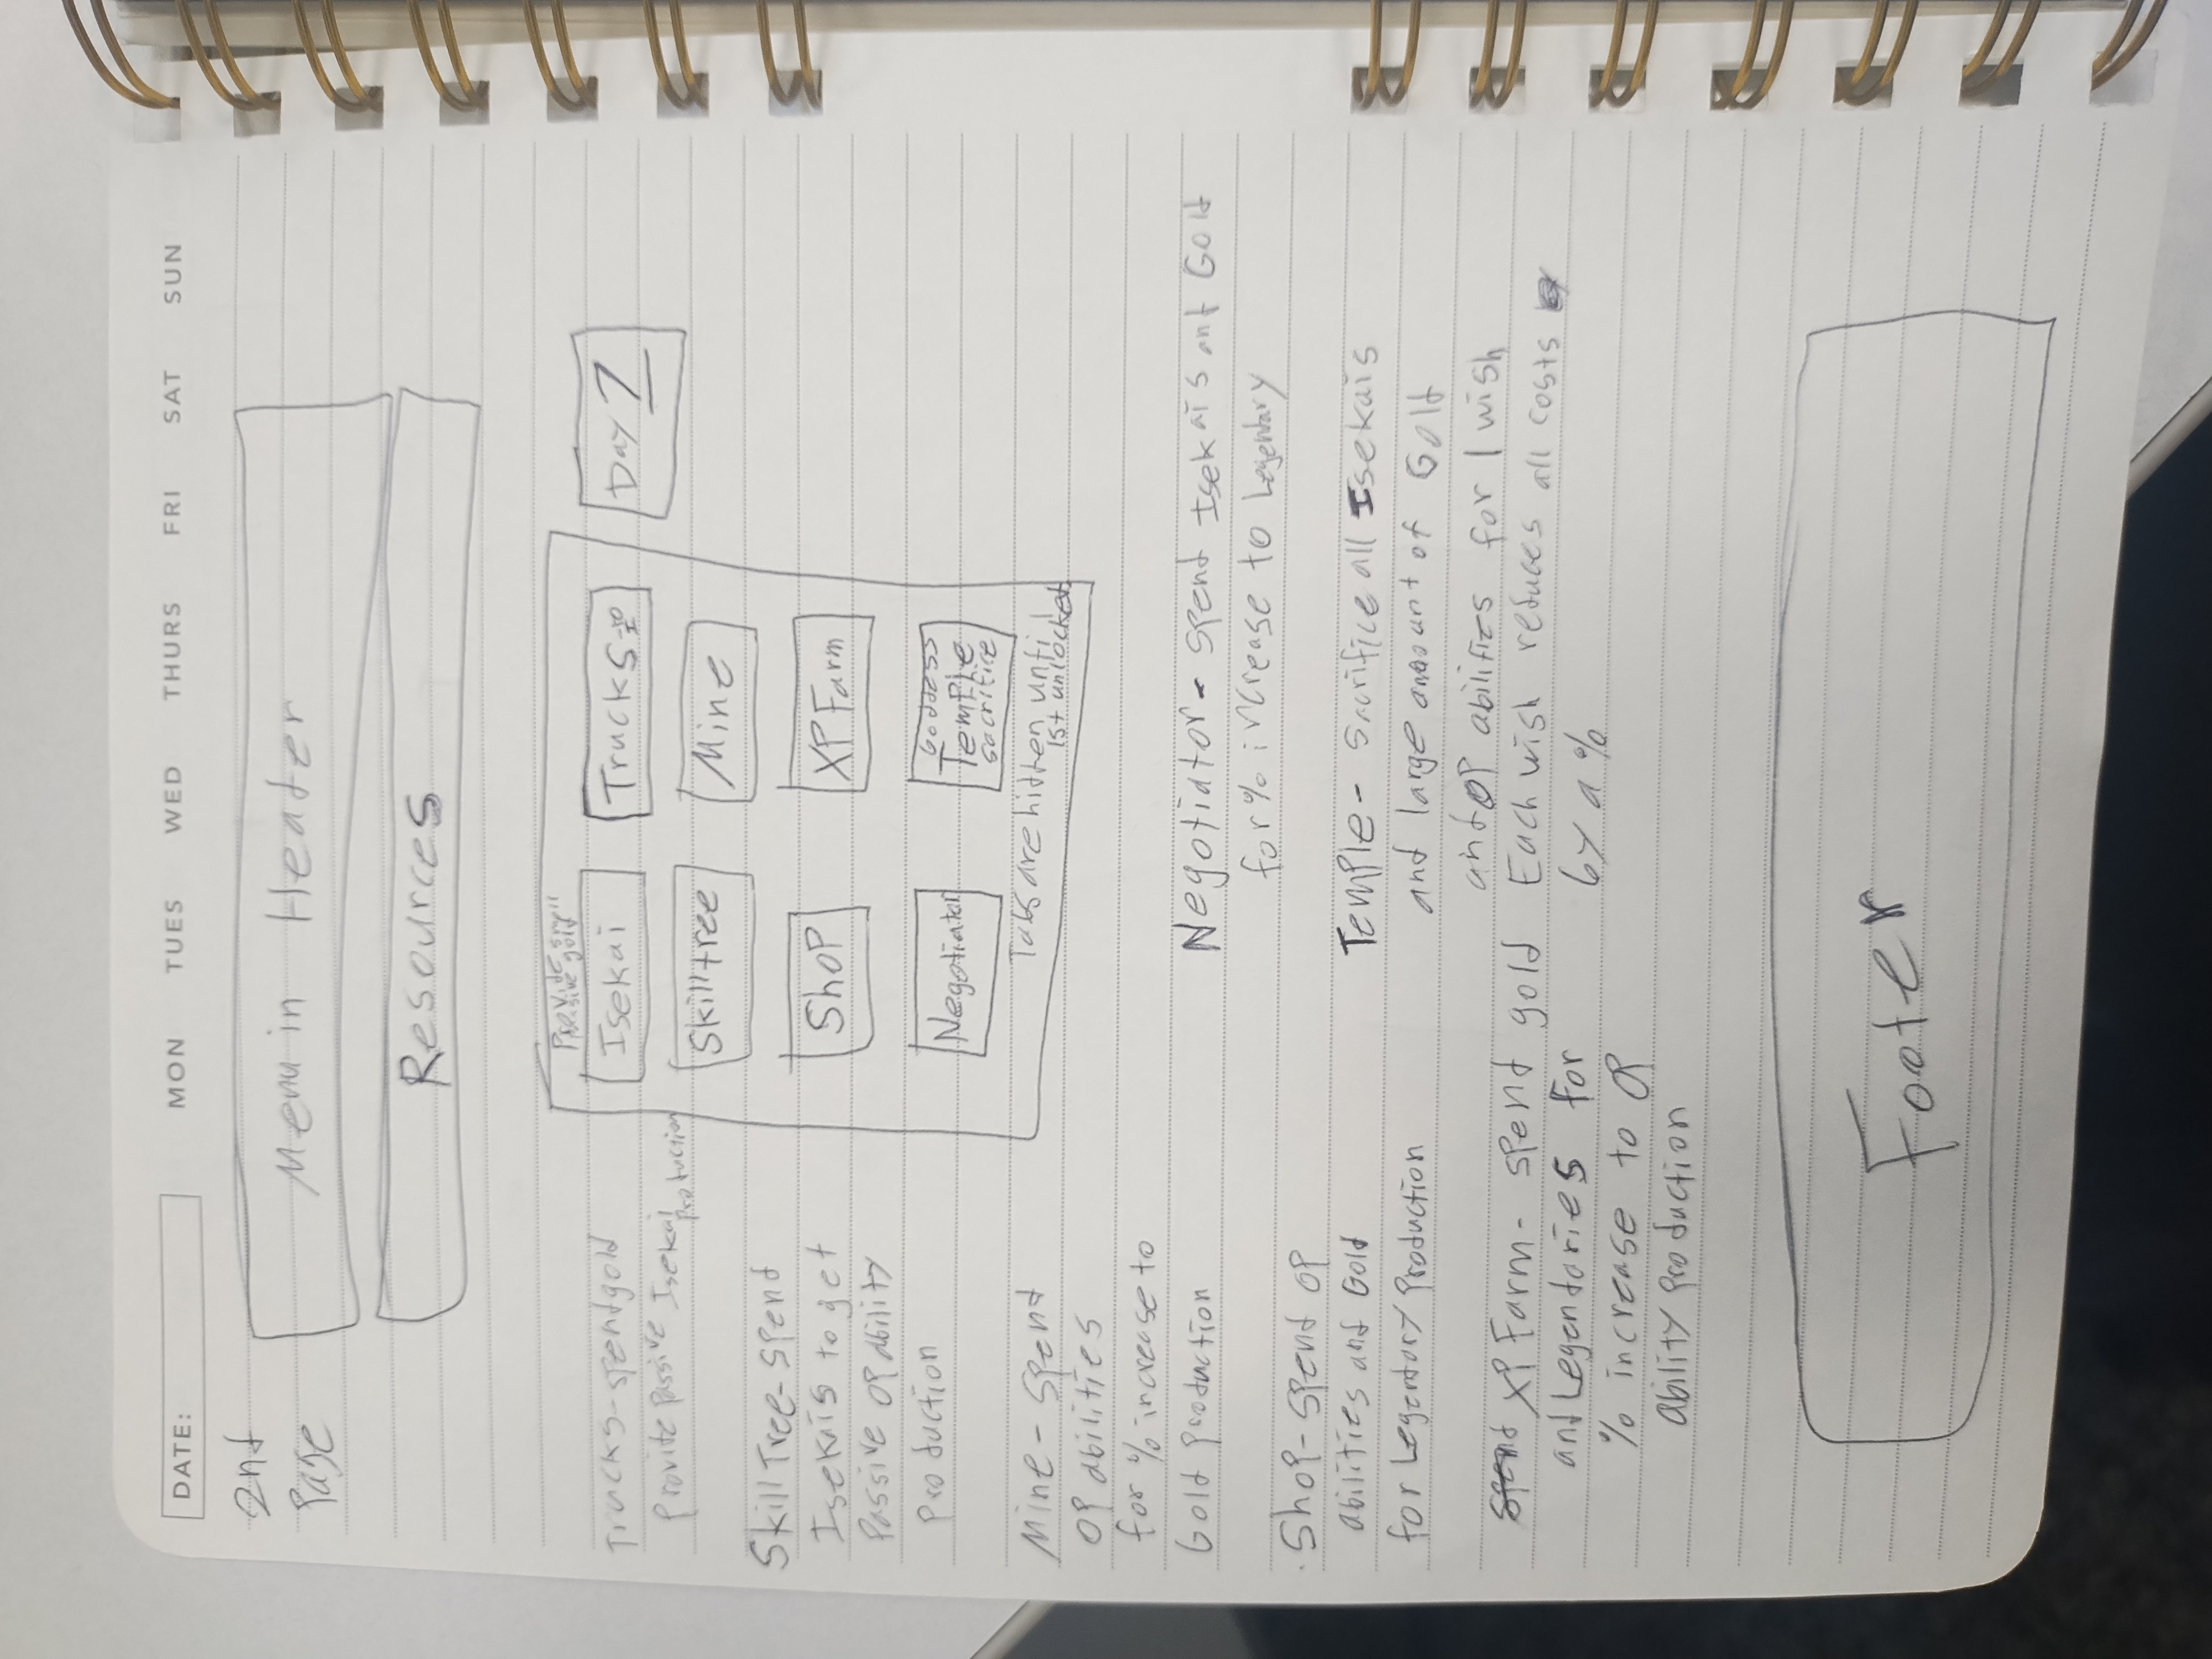 DATE:
MON TUES WED THURS FRI SAT SUN
2nd
Page
Menu in Header
Resources
Provide small
passive gold
Isekai
Trucks
Day 1
Trucks-spend gold
Provide Passive Isekai
Production
Skilltree
Mine
Skill Tree- Spend
Isekais to get
Passive OP ability
Production
Shop
XP Farm
Negotiator
Goddess
Temple
sacrifice
Tabs are hidden until
1st unlocked
Mine- Spend
OP abilities
for % increase to
Gold Production
Negotiator- Spend Isekais and Gold
for % increase to Legendary
Shop- Spend OP
abilities and Gold
for Legendary Production
Temple- Sacrifice all Isekais
and large amount of Gold
and OP abilities for 1 wish
Each wish reduces all costs
by a %
Spend XP Farm- spend gold
and Legendaries for
% increase to OP
ability production
Footer